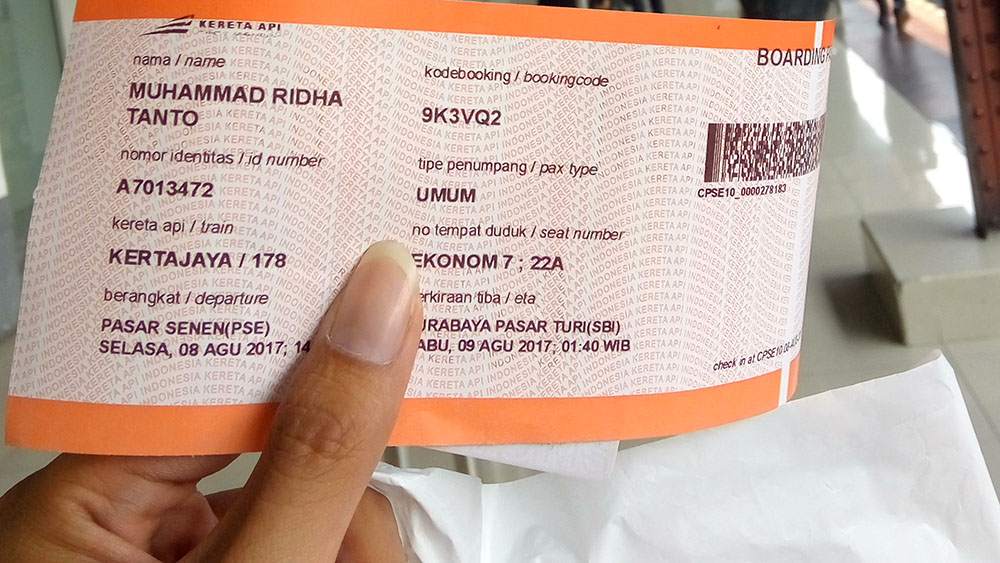 KERETA API
BOARDING
nama / name
MUHAMMAD RIDHA
TANTO
kodebooking / bookingcode
9K3VQ2
nomor identitas / id number
A7013472
tipe penumpang / pax type
UMUM
CPSE10_0000278183
kereta api / train
KERTAJAYA / 178
no tempat duduk / seat number
EKONOM 7 ; 22A
berangkat / departure
PASAR SENEN(PSE)
SELASA, 08 AGU 2017; 14
erkiraan tiba / eta
URABAYA PASAR TURI(SBI)
ABU, 09 AGU 2017; 01:40 WIB
check in at CPSE10